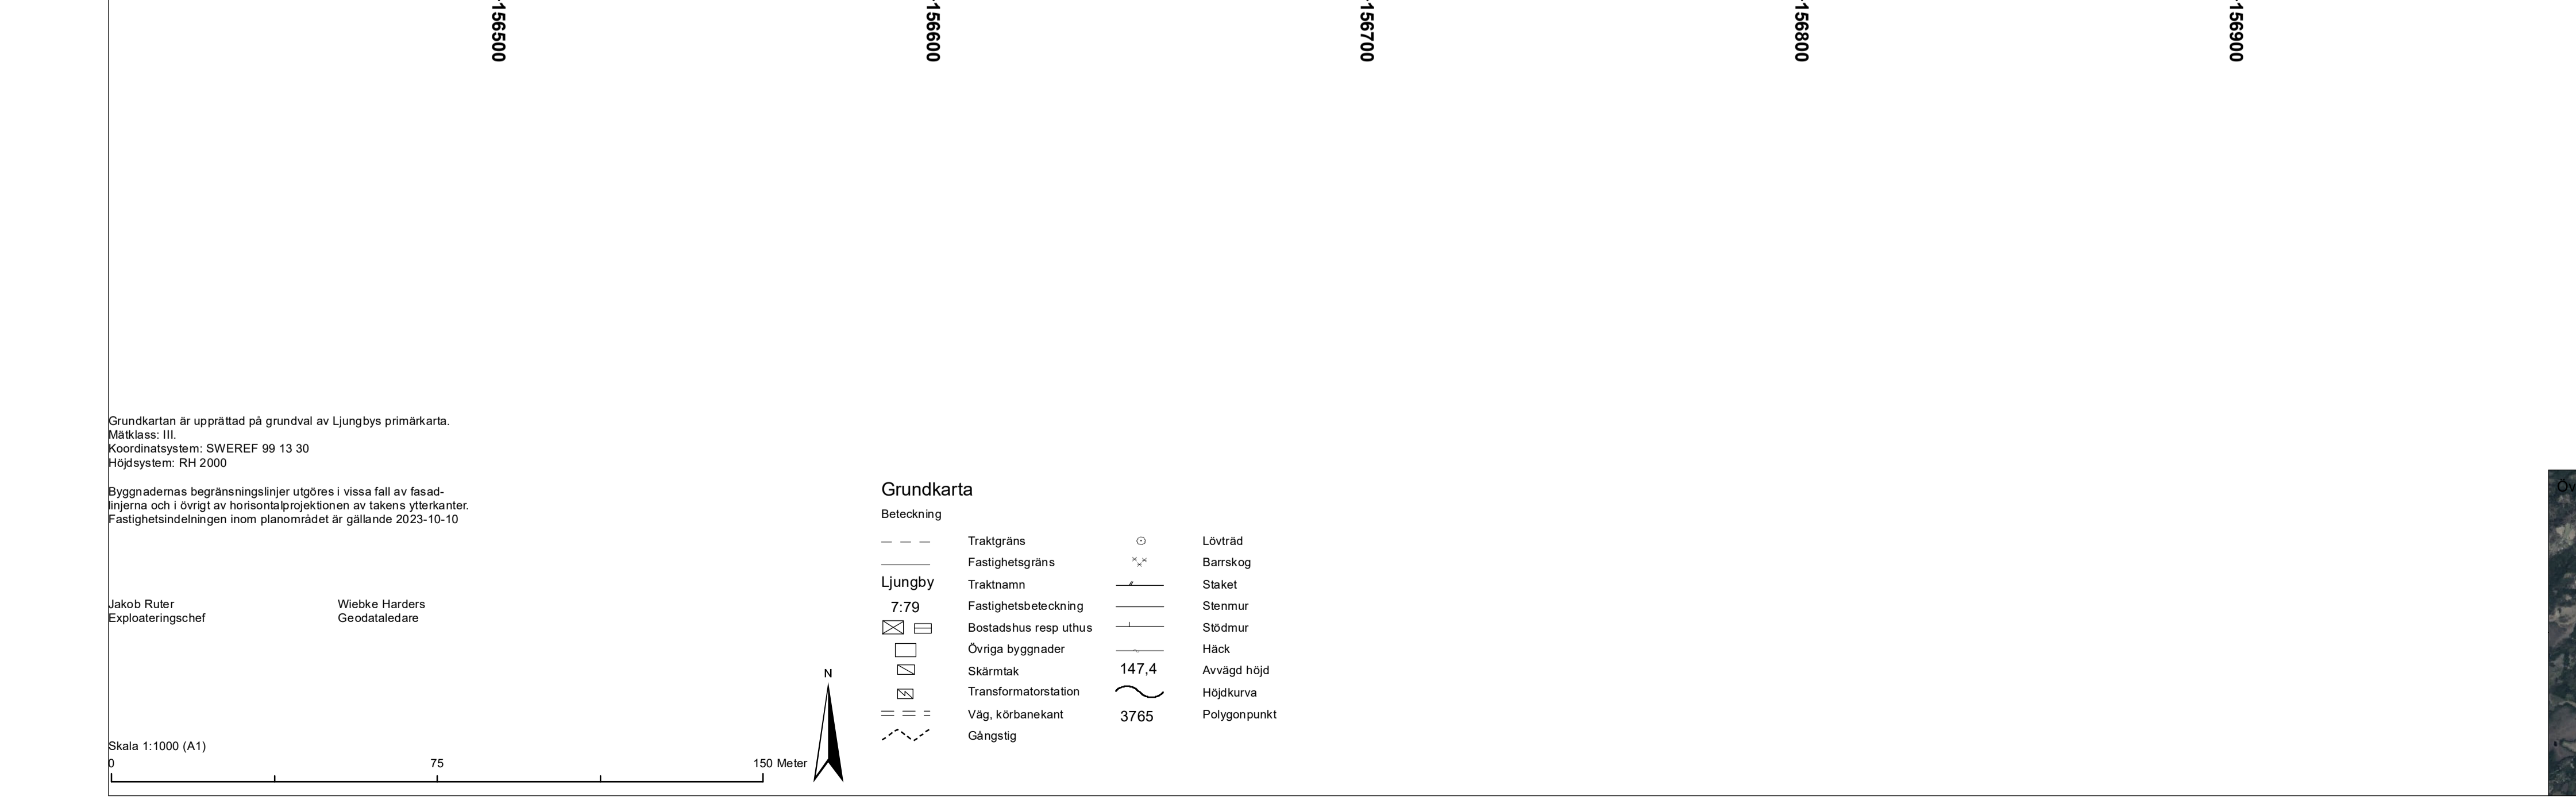 156500
156600
156700
156800
156900
Grundkartan är upprättad på grundval av Ljungbys primärkarta.
Mätklass: III.
Koordinatsystem: SWEREF 99 13 30
Höjdsystem: RH 2000
Byggnadernas begränsningslinjer utgöres i vissa fall av fasad-
linjerna och i övrigt av horisontalprojektionen av takens ytterkanter.
Fastighetsindelningen inom planområdet är gällande 2023-10-10
Jakob Ruter
Exploateringschef
Wiebke Harders
Geodataledare
Skala 1:1000 (A1)
0 75 150 Meter
N
Grundkarta
Beteckning
Traktgräns
Fastighetsgräns
Ljungby Traktnamn
7:79 Fastighetsbeteckning
Bostadshus resp uthus
Övriga byggnader
Skärmtak
Transformatorstation
Väg, körbanekant
Gångstig
Lövträd
Barrskog
Staket
Stenmur
Stödmur
Häck
147,4 Avvägd höjd
Höjdkurva
3765 Polygonpunkt